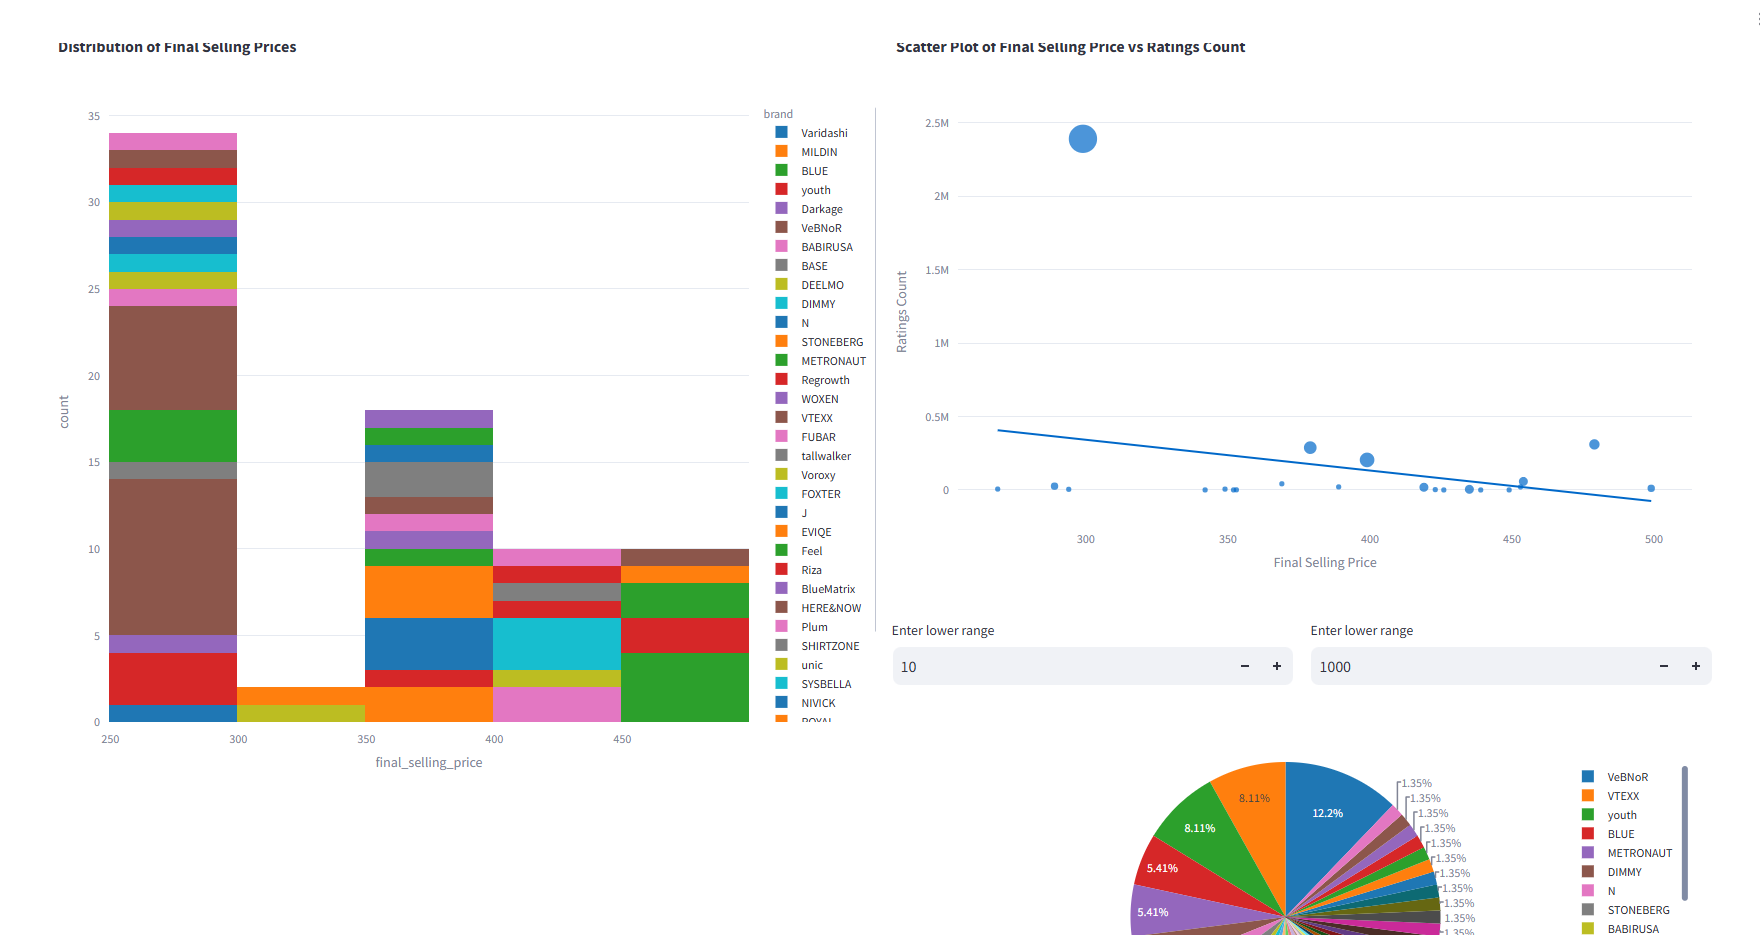 Distribution of Final Selling Prices
35
30
25
20
15
10
5
0
count
250
300
350
400
450
final_selling_price
brand
Varidashi
MILDIN
BLUE
youth
Darkage
VeBNoR
BABIRUSA
BASE
DEELMO
DIMMY
N
STONEBERG
METRONAUT
Regrowth
WOXEN
VTEXX
FUBAR
tallwalker
Voroxy
FOXTER
J
EVIQE
Feel
Riza
BlueMatrix
HERE&NOW
Plum
SHIRTZONE
unic
SYSBELLA
NIVICK
ROYAL
Scatter Plot of Final Selling Price vs Ratings Count
2.5M
2M
1.5M
1M
0.5M
0
Ratings Count
300
350
400
450
500
Final Selling Price
Enter lower range
10
Enter lower range
1000
12.2%
8.11%
8.11%
5.41%
5.41%
1.35%
1.35%
1.35%
1.35%
1.35%
1.35%
1.35%
1.35%
1.35%
1.35%
1.35%
VeBNoR
VTEXX
youth
BLUE
METRONAUT
DIMMY
N
STONEBERG
BABIRUSA